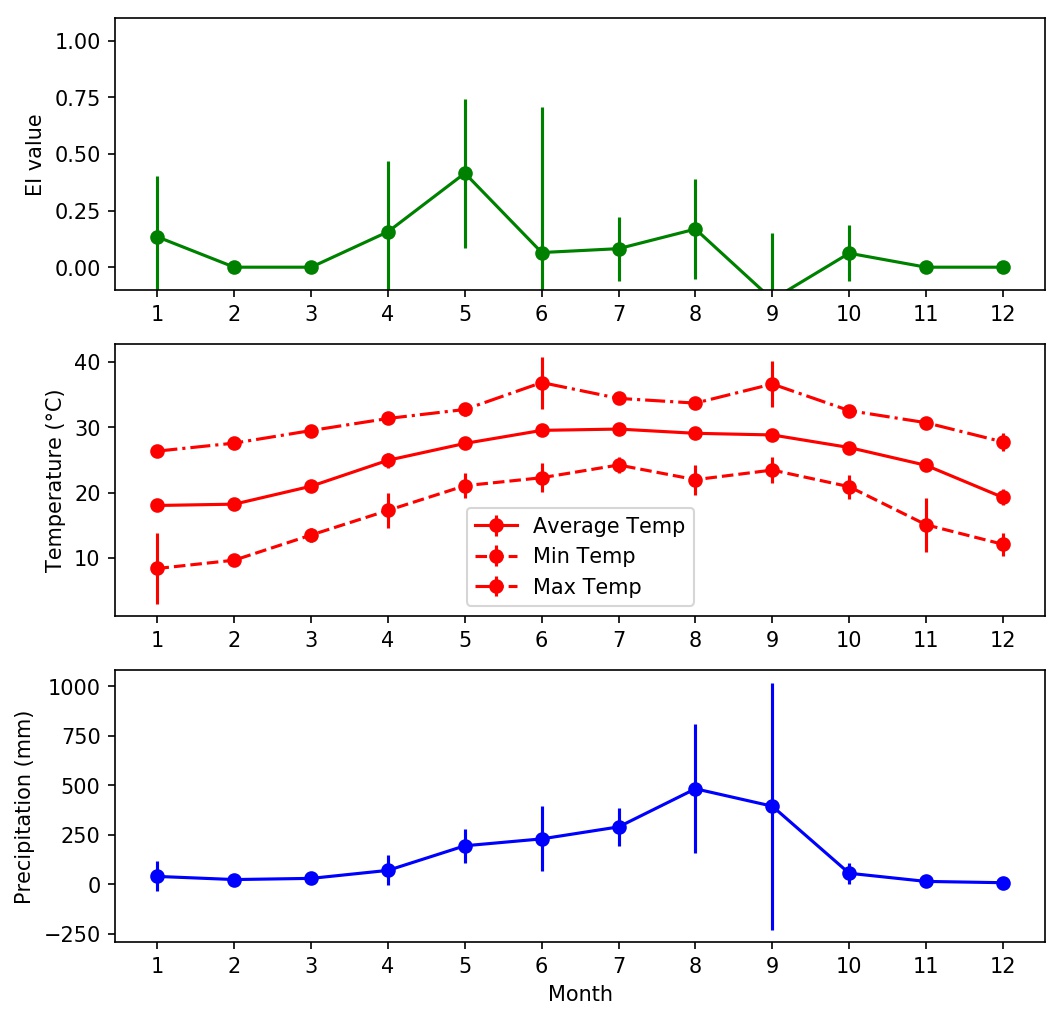 EI value
1.00
0.75
0.50
0.25
0.00
1 2 3 4 5 6 7 8 9 10 11 12
Temperature (°C)
40
30
20
10
Average Temp
Min Temp
Max Temp
1 2 3 4 5 6 7 8 9 10 11 12
Precipitation (mm)
1000
750
500
250
0
−250
1 2 3 4 5 6 7 8 9 10 11 12
Month